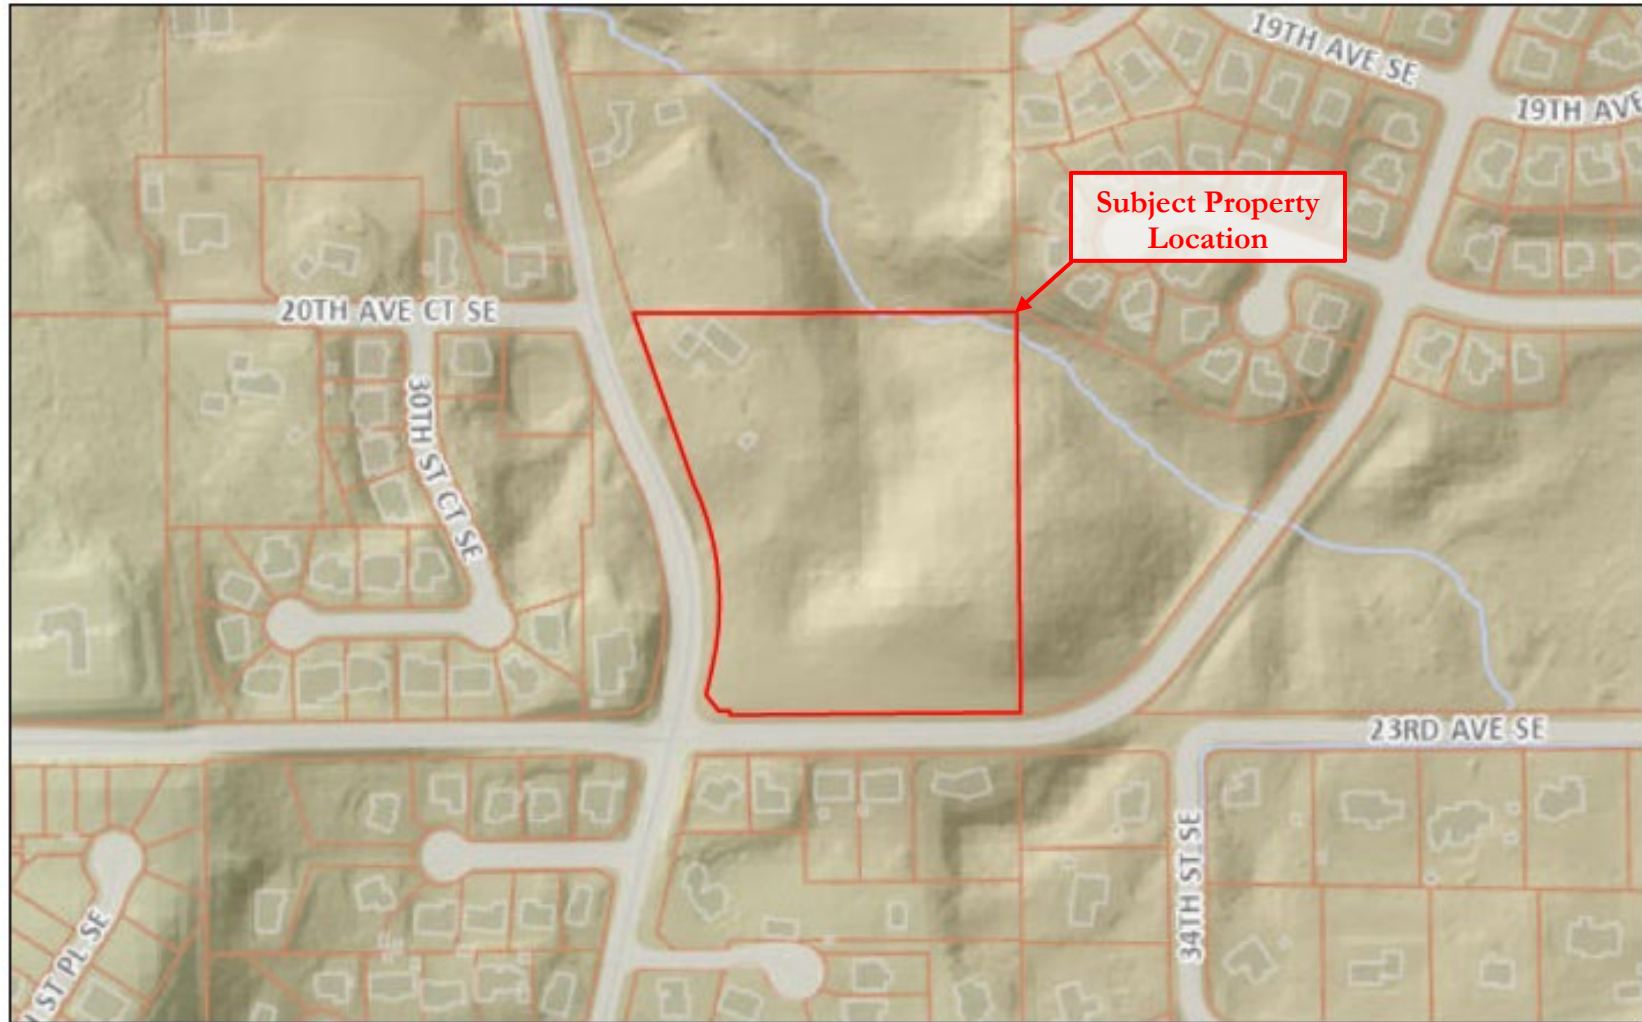 19TH AVE SE
19TH AVE
Subject Property
Location
20TH AVE CT SE
30TH ST CT SE
23RD AVE SE
34TH ST SE
ST PL SE